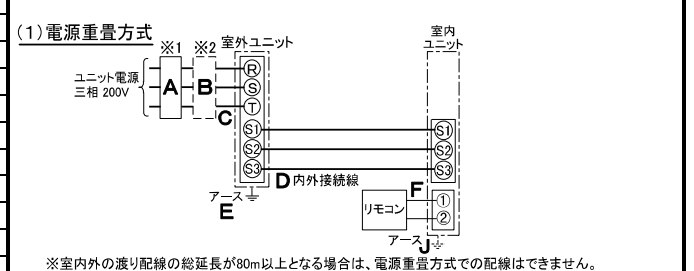 (1)電源重畳方式
※1 ※2 室外ユニット
室内
ユニット
ユニット電源
三相 200V
A
B
C
R
S
T
S1
S2
S3
S1
S2
S3
D 内外接続線
アース
E
F
リモコン
①
②
アース J
※室内外の渡り配線の総延長が80m以上となる場合は、電源重畳方式での配線はできません。